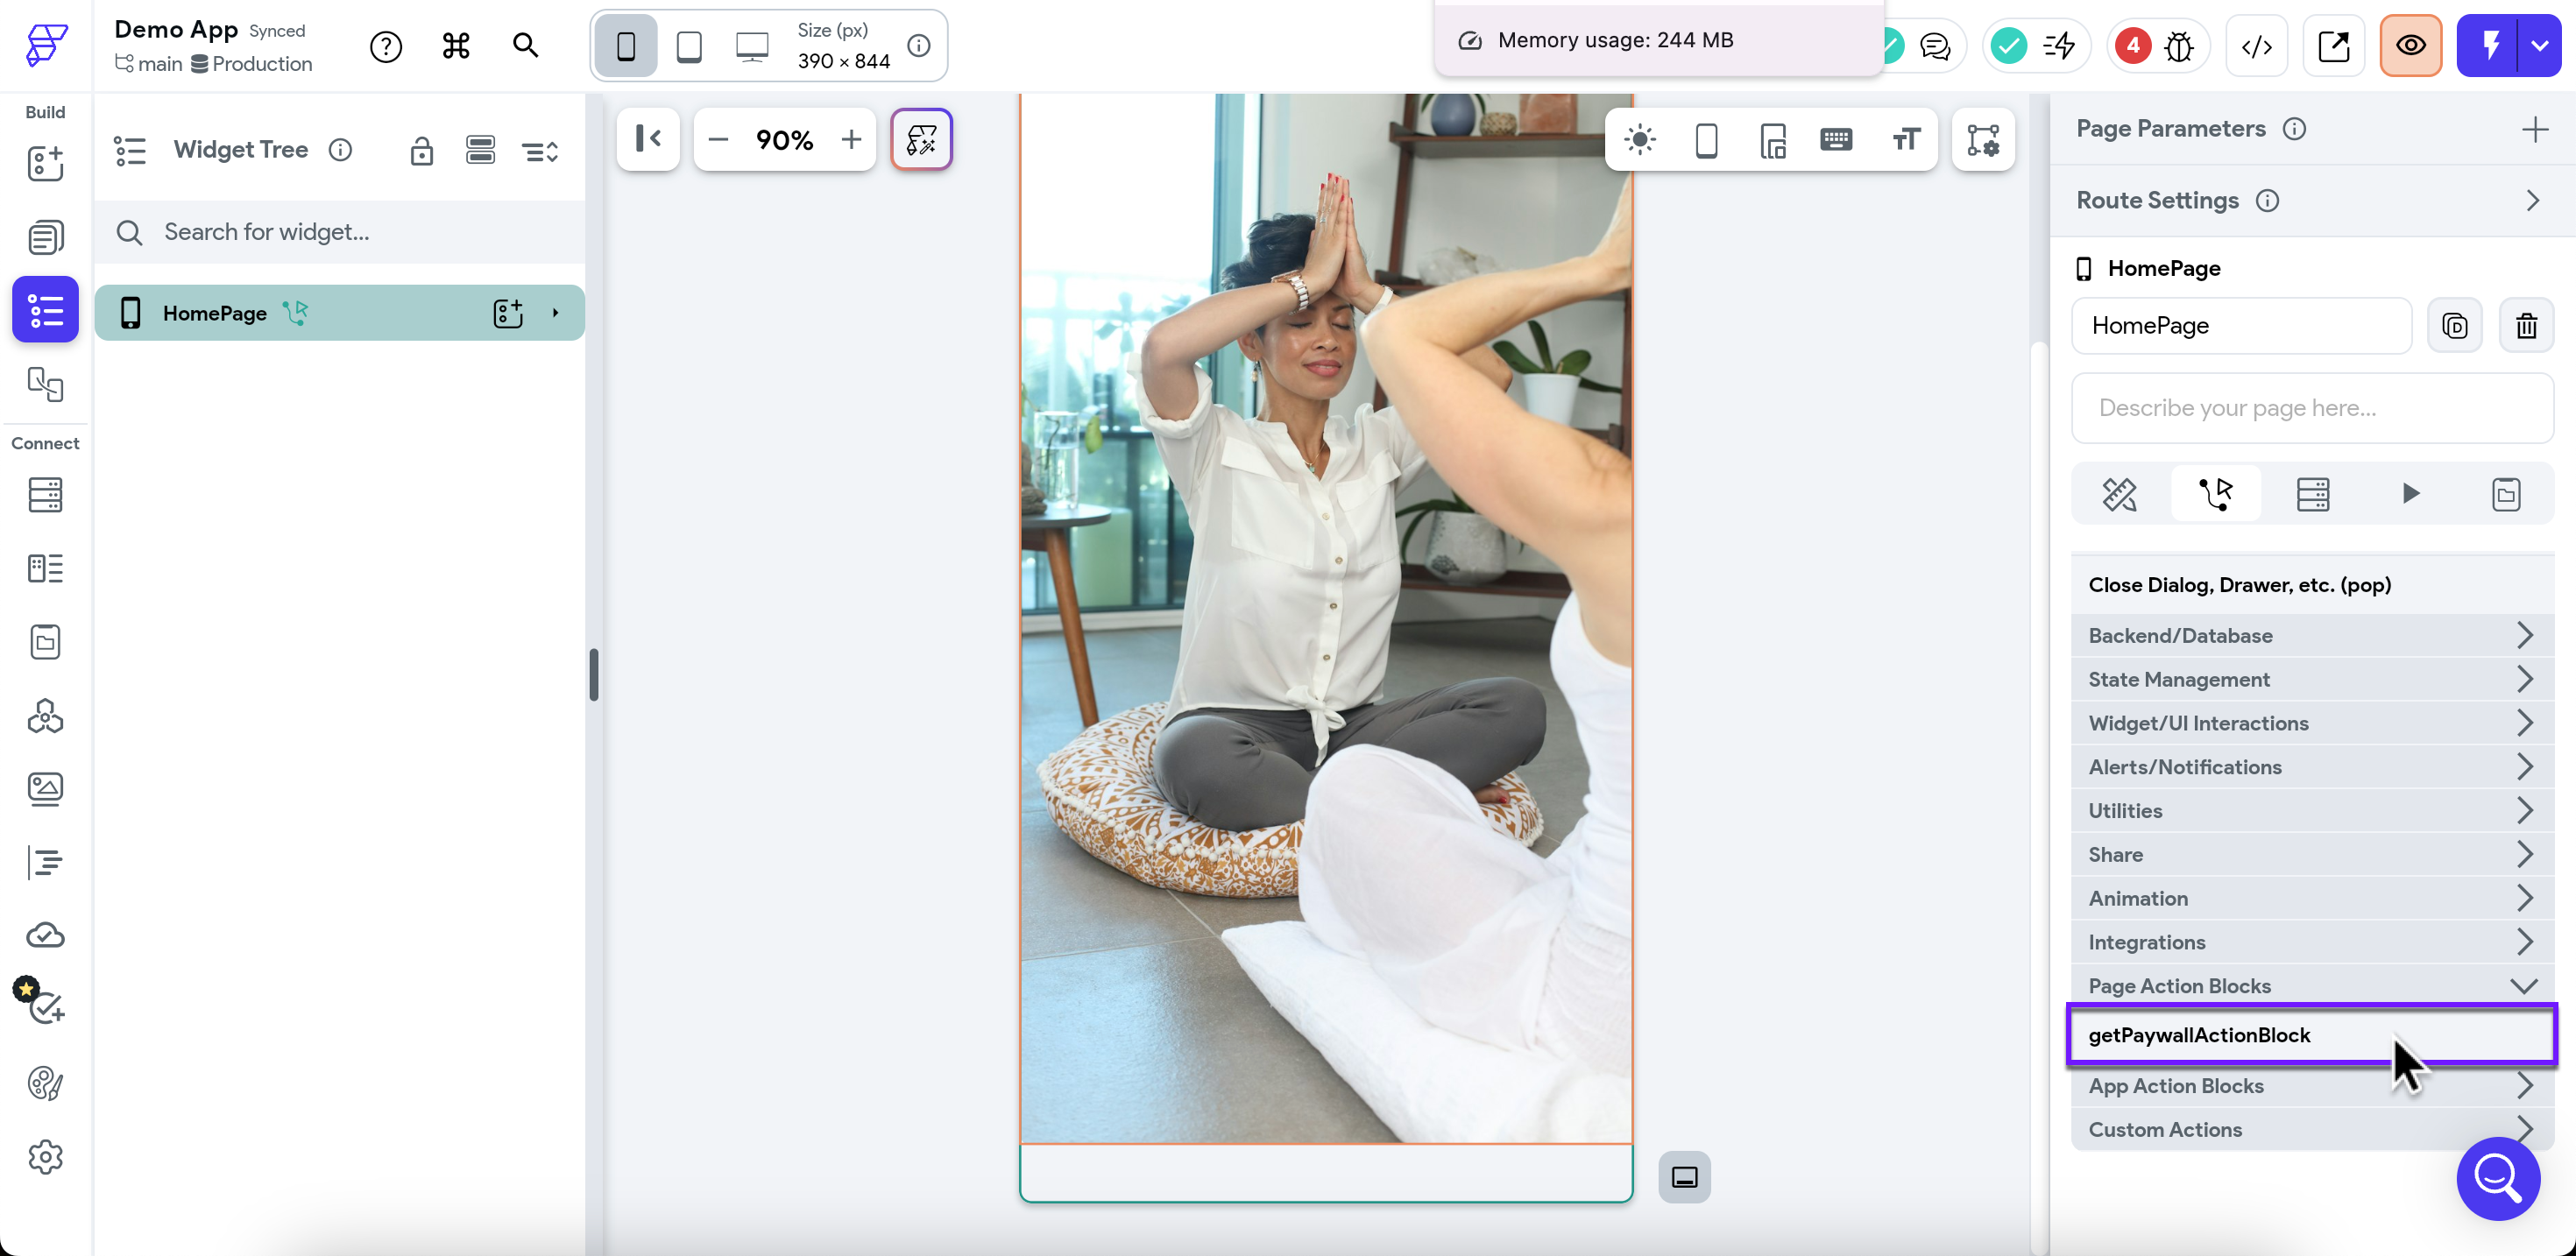 Demo App Synced
main Production
Size (px)
390 × 844
Memory usage: 244 MB
4
Build
Connect
Widget Tree
Search for widget...
HomePage
90%
Page Parameters
Route Settings
HomePage
HomePage
Describe your page here...
Close Dialog, Drawer, etc. (pop)
Backend/Database
State Management
Widget/UI Interactions
Alerts/Notifications
Utilities
Share
Animation
Integrations
Page Action Blocks
getPaywallActionBlock
App Action Blocks
Custom Actions